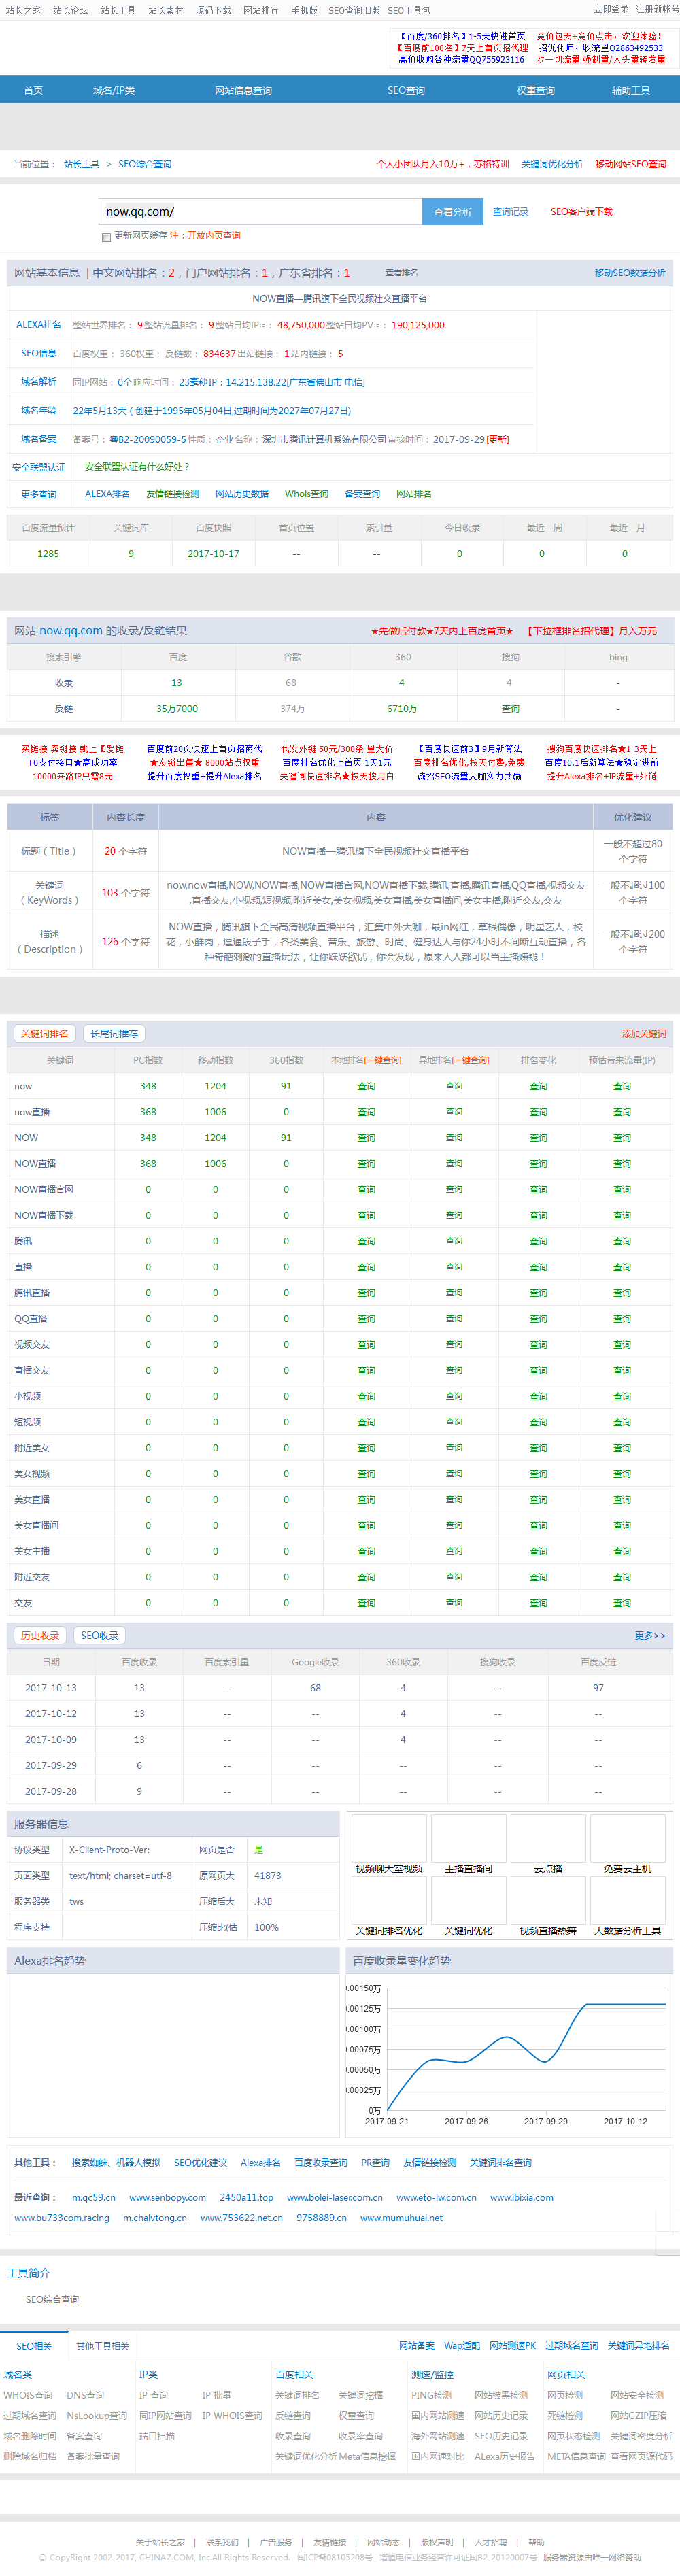 站长之家 站长论坛 站长工具 站长素材 源码下载 网站排行 手机版 SEO查询旧版 SEO工具包 立即登录 注册新帐号
【百度/360排名】1-5天快进首页 竞价包天+竞价点击，欢迎体验！
【百度前100名】7天上首页招代理 招优化师，收流量Q2863492533
高价收购各种流量QQ755923116 收一切流量 强制量/人头量转发量
首页 域名/IP类 网站信息查询 SEO查询 权重查询 辅助工具
当前位置： 站长工具 > SEO综合查询 个人小团队月入10万+，苏格特训 关键词优化分析 移动网站SEO查询
now.qq.com/ 查看分析 查询记录 SEO客户端下载
更新网页缓存 注：开放内页查询
网站基本信息 | 中文网站排名：2，门户网站排名：1，广东省排名：1 查看排名 移动SEO数据分析
NOW直播—腾讯旗下全民视频社交直播平台
ALEXA排名 整站世界排名： 9 整站流量排名： 9 整站日均IP≈： 48,750,000 整站日均PV≈： 190,125,000
SEO信息 百度权重： 360权重： 反链数： 834637 出站链接： 1 站内链接： 5
域名解析 同IP网站： 0个 响应时间： 23毫秒 IP：14.215.138.22[广东省佛山市 电信]
域名年龄 22年5月13天（创建于1995年05月04日,过期时间为2027年07月27日)
域名备案 备案号：粤B2-20090059-5 性质：企业 名称：深圳市腾讯计算机系统有限公司 审核时间：2017-09-29 [更新]
安全联盟认证 安全联盟认证有什么好处？
更多查询 ALEXA排名 友情链接检测 网站历史数据 Whois查询 备案查询 网站排名
百度流量预计 关键词库 百度快照 首页位置 索引量 今日收录 最近一周 最近一月
1285 9 2017-10-17 -- -- 0 0 0
网站 now.qq.com 的收录/反链结果 ★先做后付款★7天内上百度首页★ 【下拉框排名招代理】月入万元
搜索引擎 百度 谷歌 360 搜狗 bing
收录 13 68 4 4 -
反链 35万7000 374万 6710万 查询 -
买链接 卖链接 就上【爱链 百度前20页快速上首页招商代 代发外链 50元/300条 量大价 【百度快速前3】9月新算法 搜狗百度快速排名★1-3天上
T0支付接口★高成功率 ★友链出售★ 8000站点权重 百度排名优化上首页 1天1元 百度排名优化,按天付费,免费 百度10.1后新算法★稳定进前
10000来路IP只需8元 提升百度权重+提升Alexa排名 关键词快速排名★按天按月自 诚招SEO流量大咖实力共赢 提升Alexa排名+IP流量+外链
标签 内容长度 内容 优化建议
标题（Title） 20 个字符 NOW直播—腾讯旗下全民视频社交直播平台 一般不超过80
个字符
关键词
（KeyWords） 103 个字符 now,now直播,NOW,NOW直播,NOW直播官网,NOW直播下载,腾讯,直播,腾讯直播,QQ直播,视频交友
,直播交友,小视频,短视频,附近美女,美女视频,美女直播,美女直播间,美女主播,附近交友,交友 一般不超过100
个字符
描述
（Description） 126 个字符 NOW直播，腾讯旗下全民高清视频直播平台，汇集中外大咖，最in网红，草根偶像，明星艺人，校
花，小鲜肉，逗逼段子手，各类美食、音乐、旅游、时尚、健身达人与你24小时不间断互动直播，各
种奇葩刺激的直播玩法，让你跃跃欲试，你会发现，原来人人都可以当主播赚钱！ 一般不超过200
个字符
关键词排名 长尾词推荐 添加关键词
关键词 PC指数 移动指数 360指数 本地排名[一键查询] 异地排名[一键查询] 排名变化 预估带来流量(IP)
now 348 1204 91 查询 查询 查询 查询
now直播 368 1006 0 查询 查询 查询 查询
NOW 348 1204 91 查询 查询 查询 查询
NOW直播 368 1006 0 查询 查询 查询 查询
NOW直播官网 0 0 0 查询 查询 查询 查询
NOW直播下载 0 0 0 查询 查询 查询 查询
腾讯 0 0 0 查询 查询 查询 查询
直播 0 0 0 查询 查询 查询 查询
腾讯直播 0 0 0 查询 查询 查询 查询
QQ直播 0 0 0 查询 查询 查询 查询
视频交友 0 0 0 查询 查询 查询 查询
直播交友 0 0 0 查询 查询 查询 查询
小视频 0 0 0 查询 查询 查询 查询
短视频 0 0 0 查询 查询 查询 查询
附近美女 0 0 0 查询 查询 查询 查询
美女视频 0 0 0 查询 查询 查询 查询
美女直播 0 0 0 查询 查询 查询 查询
美女直播间 0 0 0 查询 查询 查询 查询
美女主播 0 0 0 查询 查询 查询 查询
附近交友 0 0 0 查询 查询 查询 查询
交友 0 0 0 查询 查询 查询 查询
历史收录 SEO收录 更多>>
日期 百度收录 百度索引量 Google收录 360收录 搜狗收录 百度反链
2017-10-13 13 -- 68 4 -- 97
2017-10-12 13 -- -- 4 -- --
2017-10-09 13 -- -- 4 -- --
2017-09-29 6 -- -- -- -- --
2017-09-28 9 -- -- -- -- --
服务器信息
协议类型 X-Client-Proto-Ver: 网页是否 是
页面类型 text/html; charset=utf-8 原网页大 41873
服务器类 tws 压缩后大 未知
程序支持 压缩比(估 100%
视频聊天室视频 主播直播间 云点播 免费云主机
关键词排名优化 关键词优化 视频直播热舞 大数据分析工具
Alexa排名趋势 百度收录量变化趋势
0.00150万
0.00125万
0.00100万
0.00075万
0.00050万
0.00025万
0万
2017-09-21 2017-09-26 2017-09-29 2017-10-12
其他工具： 搜索蜘蛛、机器人模拟 SEO优化建议 Alexa排名 百度收录查询 PR查询 友情链接检测 关键词排名查询
最近查询： m.qc59.cn www.senbopy.com 2450a11.top www.bolei-laser.com.cn www.eto-lw.com.cn www.ibixia.com
www.bu733com.racing m.chalvtong.cn www.753622.net.cn 9758889.cn www.mumuhuai.net
工具简介
SEO综合查询
SEO相关 其他工具相关 网站备案 Wap适配 网站测速PK 过期域名查询 关键词异地排名
域名类 IP类 百度相关 测速/监控 网页相关
WHOIS查询 DNS查询 IP 查询 IP 批量 关键词排名 关键词挖掘 PING检测 网站被黑检测 网页检测 网站安全检测
过期域名查询 NsLookup查询 同IP网站查询 IP WHOIS查询 反链查询 权重查询 国内网站测速 网站历史记录 死链检测 网站GZIP压缩
域名删除时间 备案查询 端口扫描 收录查询 收录率查询 海外网站测速 SEO历史记录 网页状态检测 关键词密度分析
删除域名归档 备案批量查询 关键词优化分析 Meta信息挖掘 国内网速对比 ALexa历史报告 META信息查询 查看网页源代码
关于站长之家 | 联系我们 | 广告服务 | 友情链接 | 网站动态 | 版权声明 | 人才招聘 | 帮助
© CopyRight 2002-2017, CHINAZ.COM, Inc.All Rights Reserved. 闽ICP备08105208号 增值电信业务经营许可证闽B2-20120007号 服务器资源由唯一网络赞助